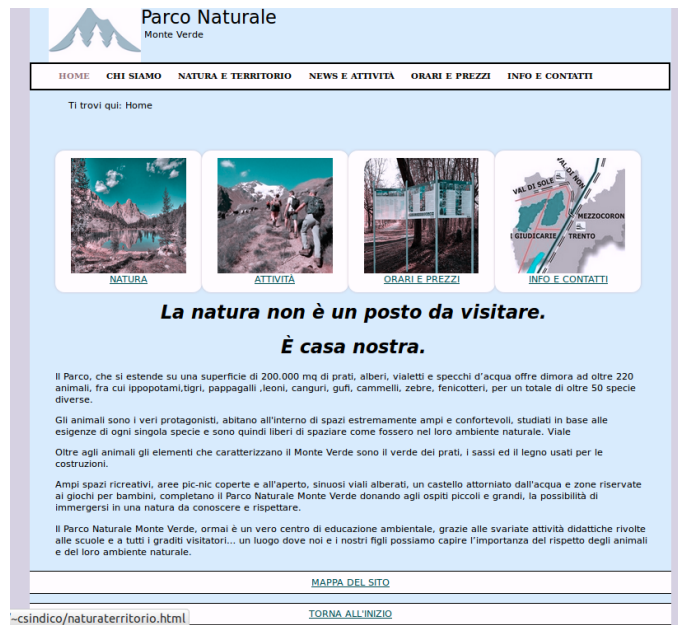 Parco Naturale
Monte Verde
HOME CHI SIAMO NATURA E TERRITORIO NEWS E ATTIVITÀ ORARI E PREZZI INFO E CONTATTI
Ti trovi qui: Home
VAL DI SOLE
VAL DI NON
MEZZOCORON
I GIUDICARIE
TRENTO
NATURA ATTIVITÀ ORARI E PREZZI INFO E CONTATTI
La natura non è un posto da visitare.
È casa nostra.
Il Parco, che si estende su una superficie di 200.000 mq di prati, alberi, vialetti e specchi d'acqua offre dimora ad oltre 220
animali, fra cui ippopotami,tigri, pappagalli ,leoni, canguri, gufi, cammelli, zebre, fenicotteri, per un totale di oltre 50 specie
diverse.
Gli animali sono i veri protagonisti, abitano all'interno di spazi estremamente ampi e confortevoli, studiati in base alle
esigenze di ogni singola specie e sono quindi liberi di spaziare come fossero nel loro ambiente naturale. Viale
Oltre agli animali gli elementi che caratterizzano il Monte Verde sono il verde dei prati, i sassi ed il legno usati per le
costruzioni.
Ampi spazi ricreativi, aree pic-nic coperte e all'aperto, sinuosi viali alberati, un castello attorniato dall'acqua e zone riservate
ai giochi per bambini, completano il Parco Naturale Monte Verde donando agli ospiti piccoli e grandi, la possibilità di
immergersi in una natura da conoscere e rispettare.
Il Parco Naturale Monte Verde, ormai è un vero centro di educazione ambientale, grazie alle svariate attività didattiche rivolte
alle scuole e a tutti i graditi visitatori... un luogo dove noi e i nostri figli possiamo capire l'importanza del rispetto degli animali
e del loro ambiente naturale.
MAPPA DEL SITO
TORNA ALL'INIZIO
~csindico/naturaterritorio.html